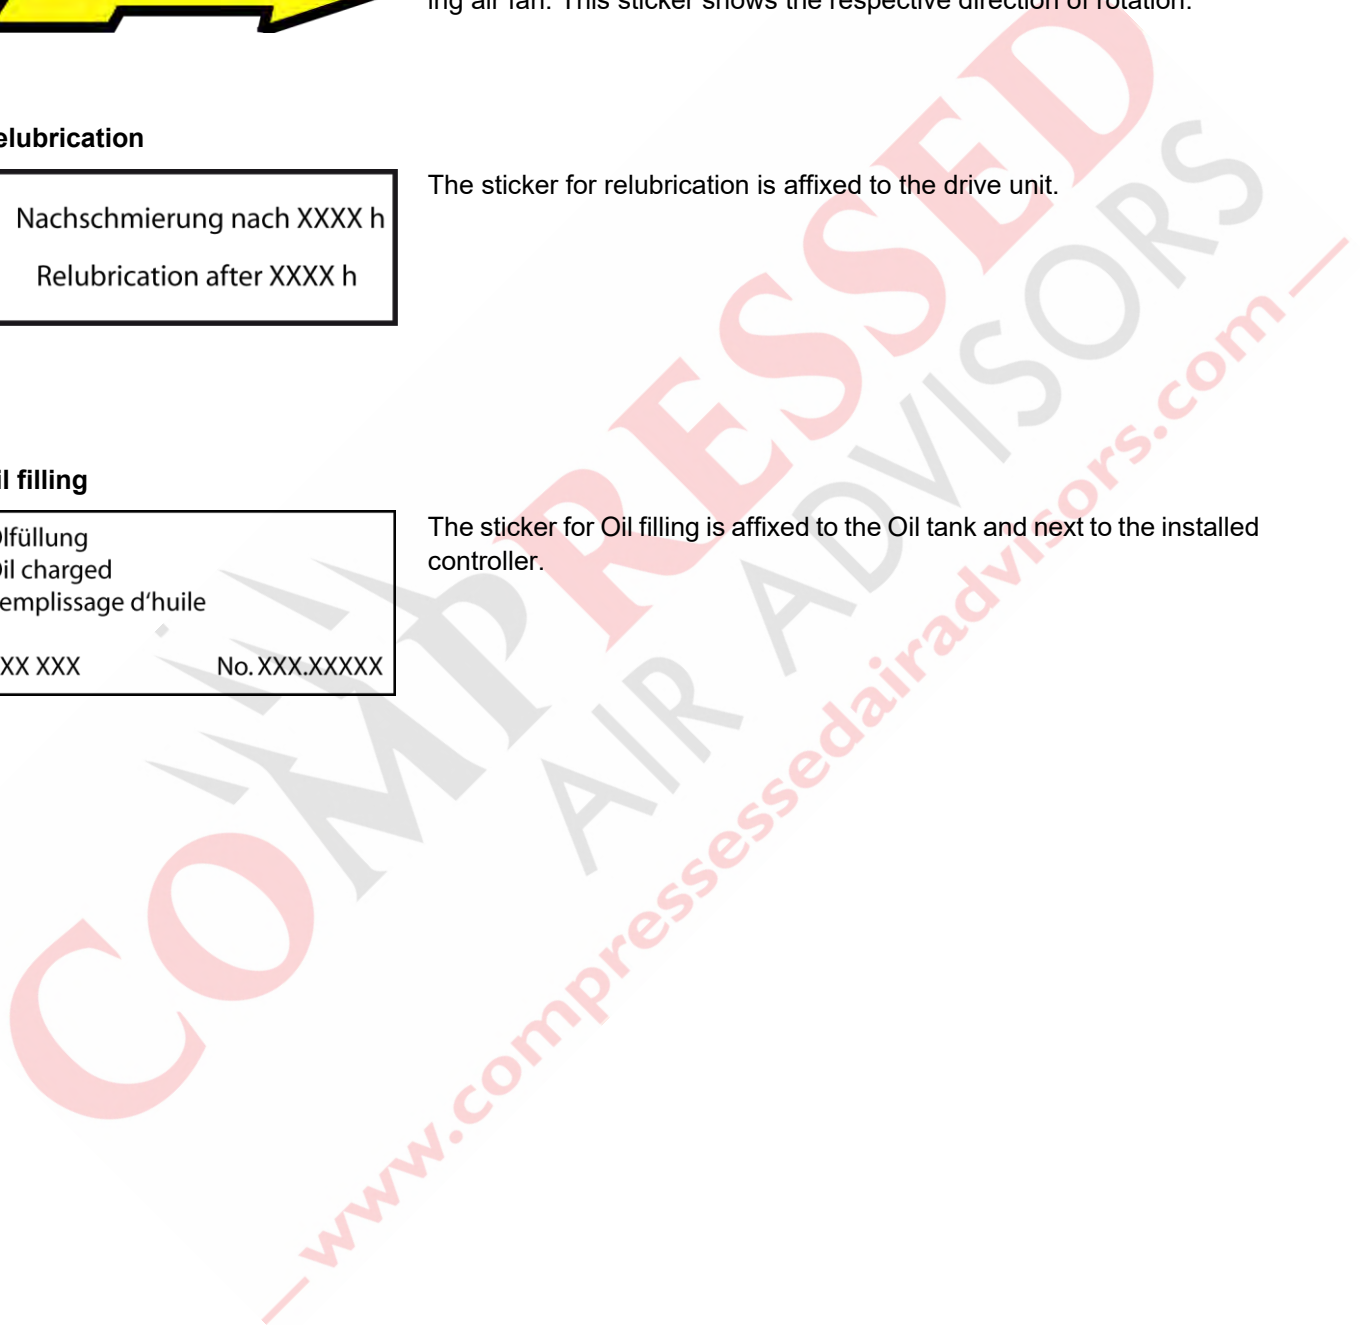 ing air fan. This sticker shows the respective direction of rotation.
elubrication
Nachschmierung nach XXXX h
Relubrication after XXXX h
The sticker for relubrication is affixed to the drive unit.
il filling
lfüllung
il charged
emplissage d‘huile
XX XXX No. XXX.XXXXX
The sticker for Oil filling is affixed to the Oil tank and next to the installed
controller.
COMPRESSED
AIR ADVISORS
www.compressedairadvisors.com